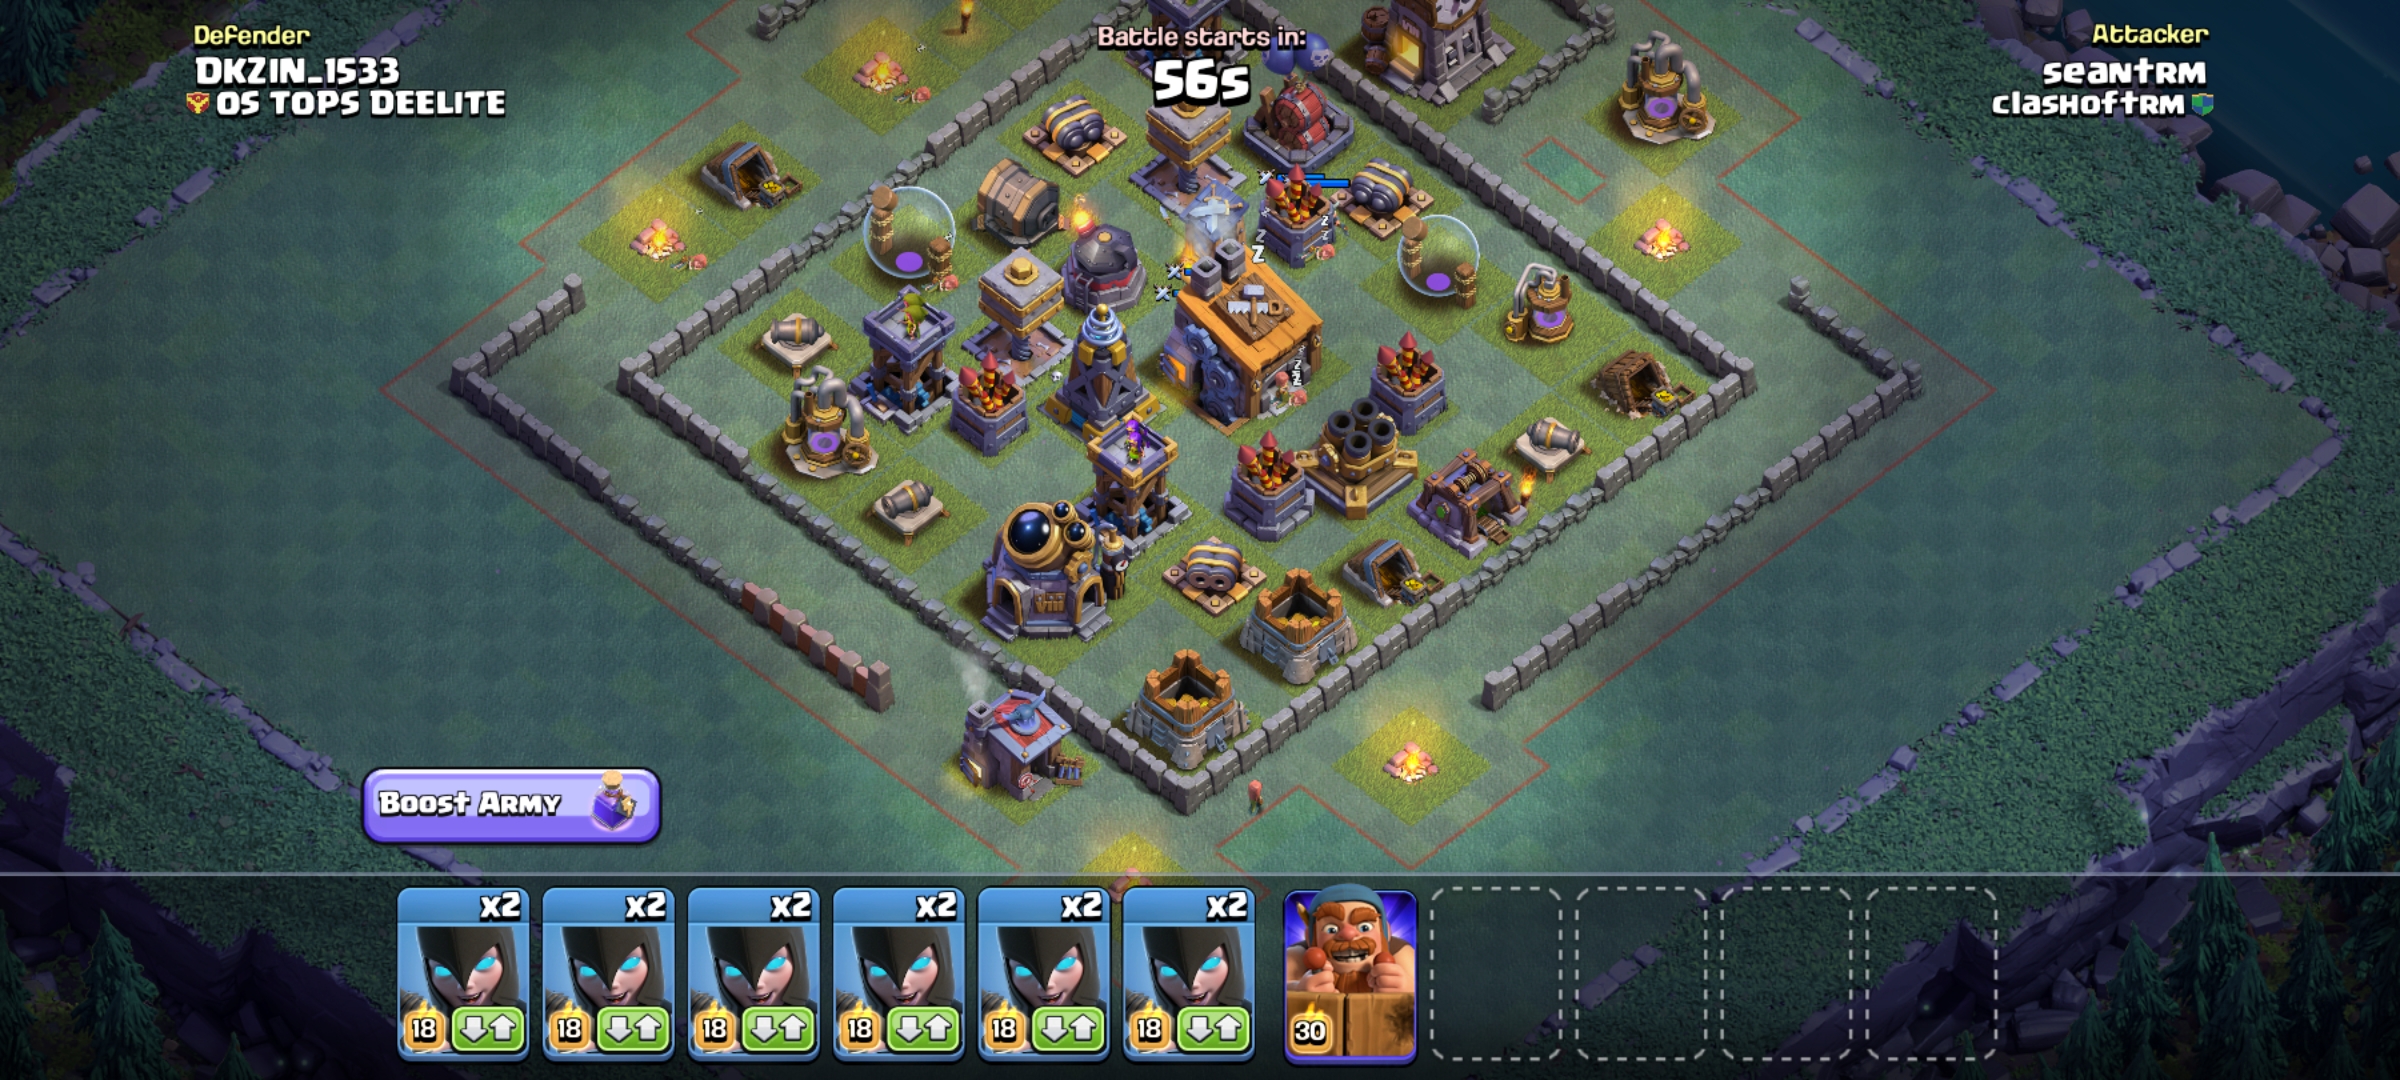 Defender
DKZIN_1533
OS TOPS DEELITE
Battle starts in:
56s
Attacker
seantRM
clashoftRM
z
z
z
z
z
Boost Army
x2
x2
x2
x2
x2
x2
18
18
18
18
18
18
30